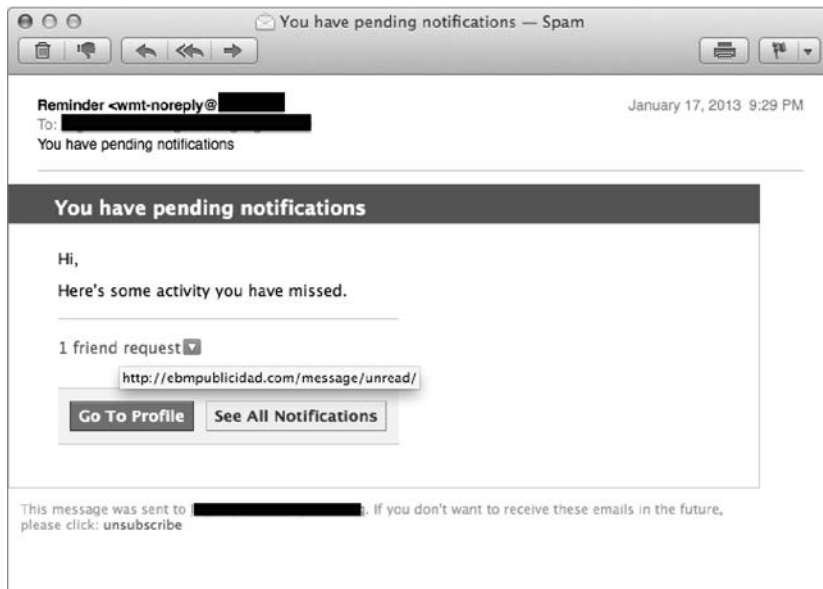 You have pending notifications — Spam
Reminder <wmt-noreply@
January 17, 2013 9:29 PM
To:
You have pending notifications
You have pending notifications
Hi,
Here's some activity you have missed.
1 friend request
http://ebmpublicidad.com/message/unread/
Go To Profile See All Notifications
This message was sent to . If you don't want to receive these emails in the future,
please click: unsubscribe